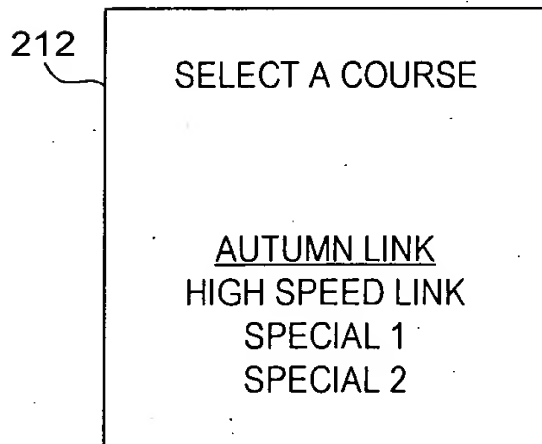 212
SELECT A COURSE
AUTUMN LINK
HIGH SPEED LINK
SPECIAL 1
SPECIAL 2